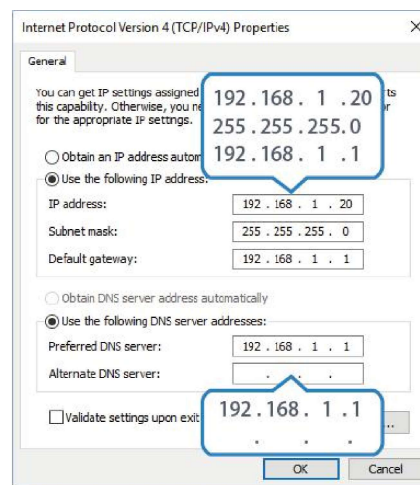 Internet Protocol Version 4 (TCP/IPv4) Properties
General
You can get IP settings assigned
this capability. Otherwise, you ne
for the appropriate IP settings.
192.168. 1 .20
255.255.255.0
192.168. 1 .1
Obtain an IP address autom
Use the following IP address:
IP address: 192 . 168 . 1 . 20
Subnet mask: 255 . 255 . 255 . 0
Default gateway: 192 . 168 . 1 . 1
Obtain DNS server address automatically
Use the following DNS server addresses:
Preferred DNS server: 192 . 168 . 1 . 1
Alternate DNS server: . . .
Validate settings upon exit
192.168. 1 .1
. . .
OK Cancel